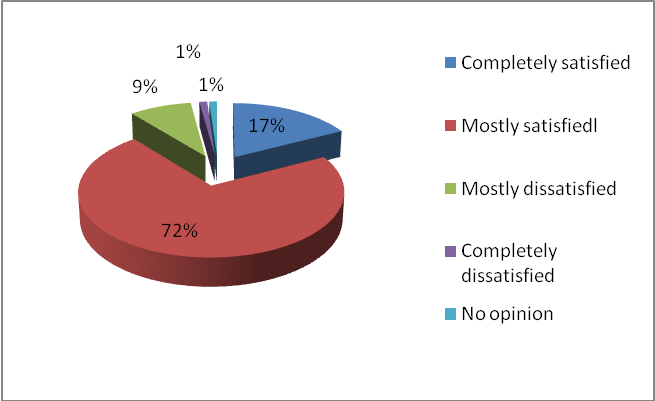 1%
9%
1%
17%
72%
Completely satisfied
Mostly satisfiedl
Mostly dissatisfied
Completely
dissatisfied
No opinion